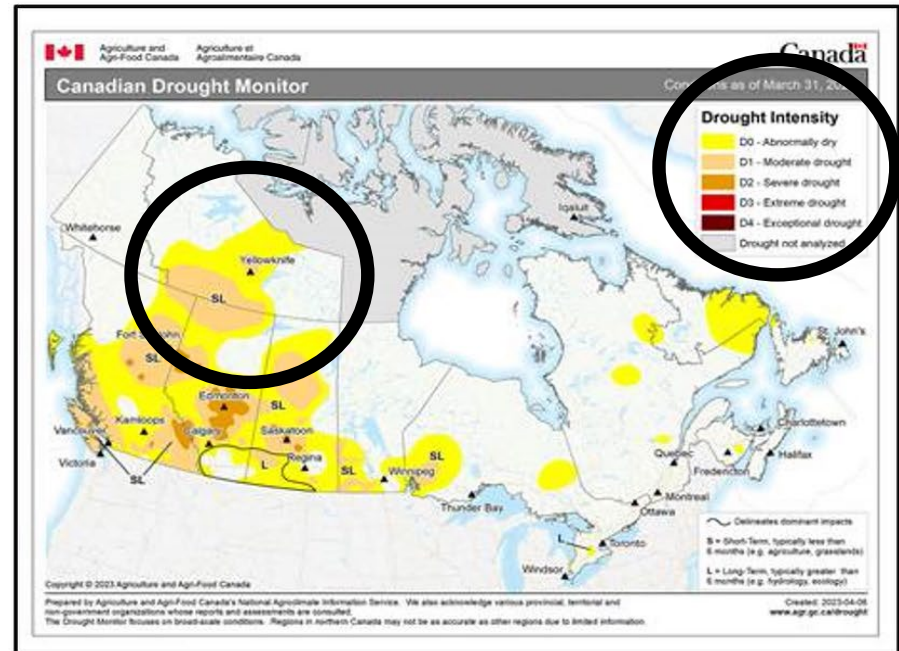 Agriculture and
Agri-Food Canada
Agriculture et
Agroalimentaire Canada
Canada
Canadian Drought Monitor
as of March 31,
Drought Intensity
D0 - Abnormally dry
D1 - Moderate drought
D2 - Severe drought
D3 - Extreme drought
D4 - Exceptional drought
Drought not analyzed
Iqaluit
Whitehorse
Yellowknife
SL
Fort St. John
SL
St. John's
Edmonton
SL
Charlottetown
Kamloops
Vancouver
Calgary
Saskatoon
SL
Quebec
Halifax
Victoria
L
Regina
SL
Winnipeg
Fredericton
SL
Montreal
Thunder Bay
Ottawa
L
Toronto
Windsor
Delineates dominant impacts
S = Short-Term, typically less than
6 months (e.g. agriculture, grasslands)
L = Long-Term, typically greater than
6 months (e.g. hydrology, ecology)
Copyright © 2023 Agriculture and Agri-Food Canada
Prepared by Agriculture and Agri-Food Canada's National Agroclimate Information Service. We also acknowledge various provincial, territorial and
non-government organizations whose reports and assessments are consulted.
The Drought Monitor focuses on broad-scale conditions. Regions in northern Canada may not be as accurate as other regions due to limited information.
Created: 2023-04-06
www.agr.gc.ca/drought